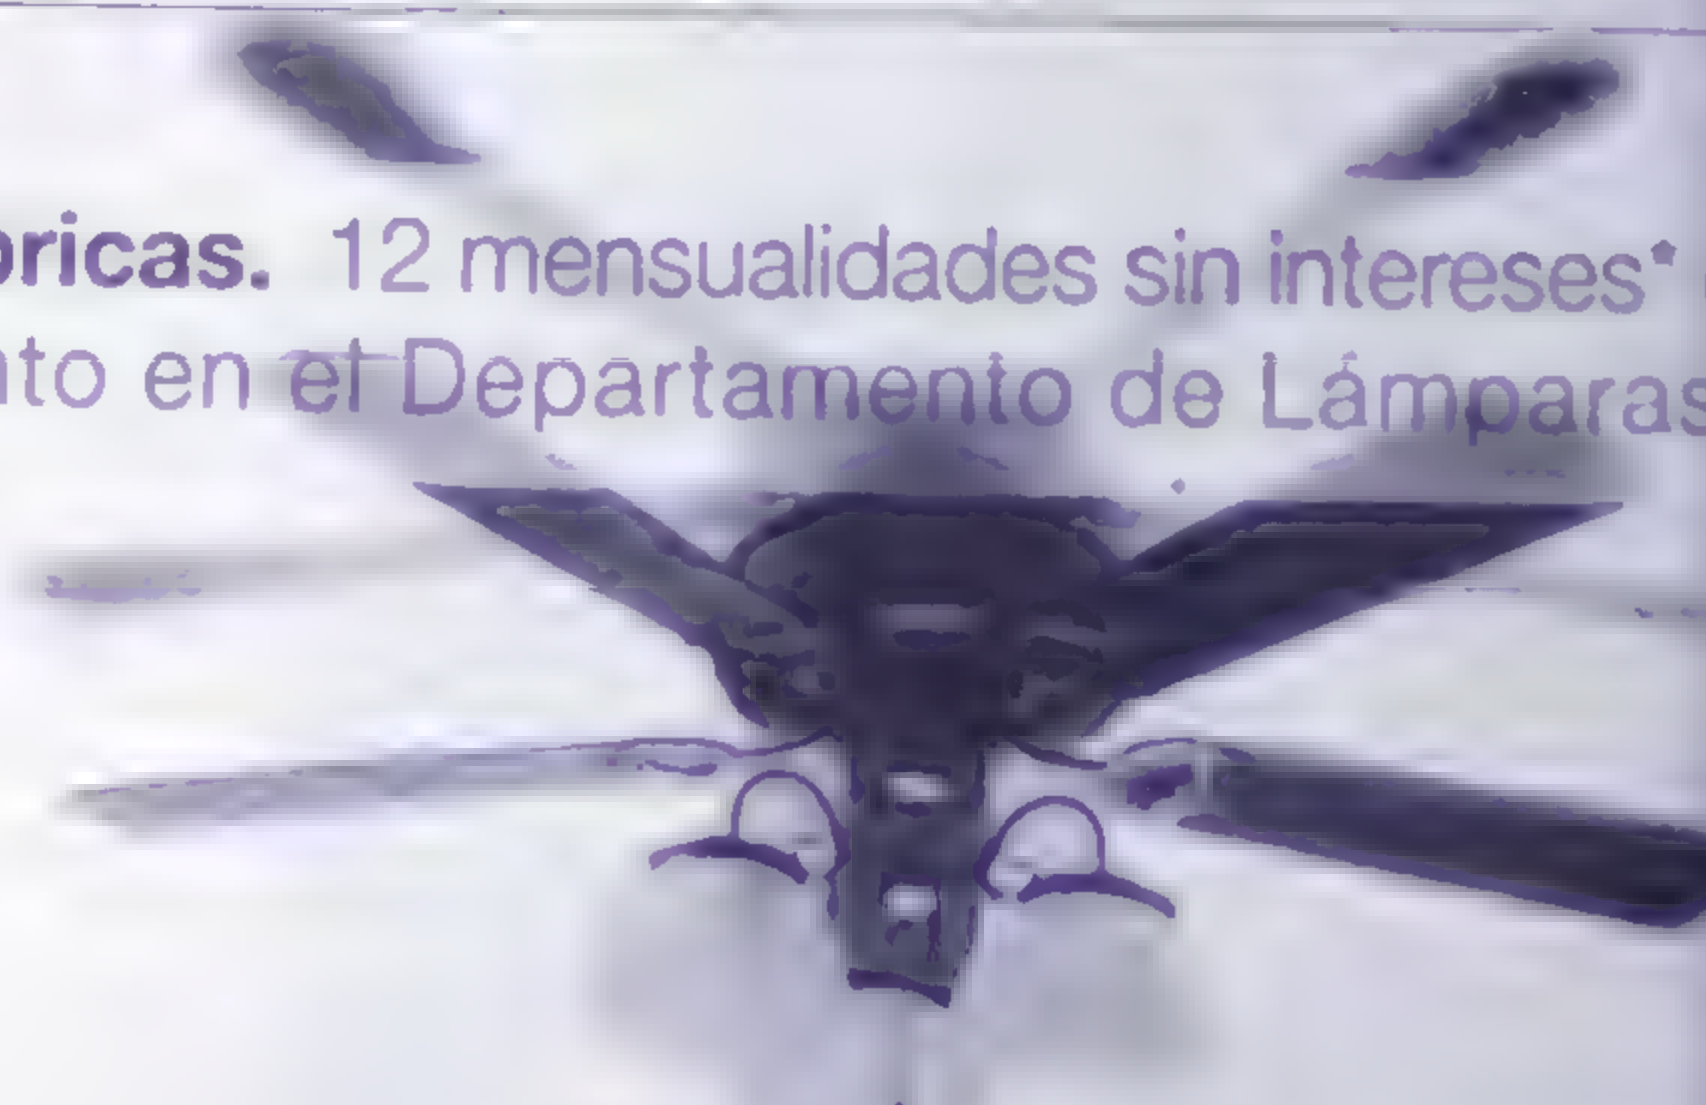 ricas. 12 mensualidades sin intereses*
nto en el Departamento de Lámparas